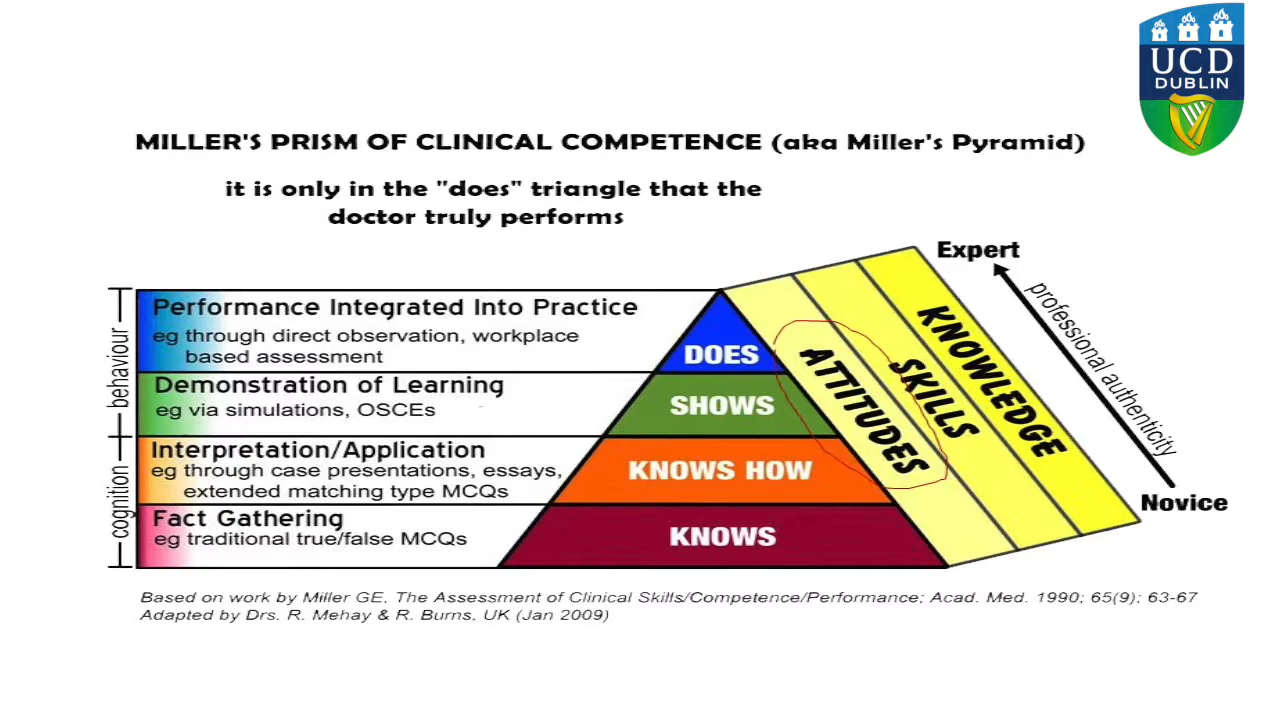 UCD
DUBLIN
MILLER'S PRISM OF CLINICAL COMPETENCE (aka Miller's Pyramid)
it is only in the "does" triangle that the
doctor truly performs
Expert
professional authenticity
Novice
behaviour
cognition
Performance Integrated Into Practice
eg through direct observation, workplace
based assessment
Demonstration of Learning
eg via simulations, OSCEs
Interpretation/Application
eg through case presentations, essays,
extended matching type MCQs
Fact Gathering
eg traditional true/false MCQs
DOES
SHOWS
KNOWS HOW
KNOWS
ATTITUDES
SKILLS
KNOWLEDGE
Based on work by Miller GE, The Assessment of Clinical Skills/Competence/Performance; Acad. Med. 1990; 65(9); 63-67
Adapted by Drs. R. Mehay & R. Burns, UK (Jan 2009)